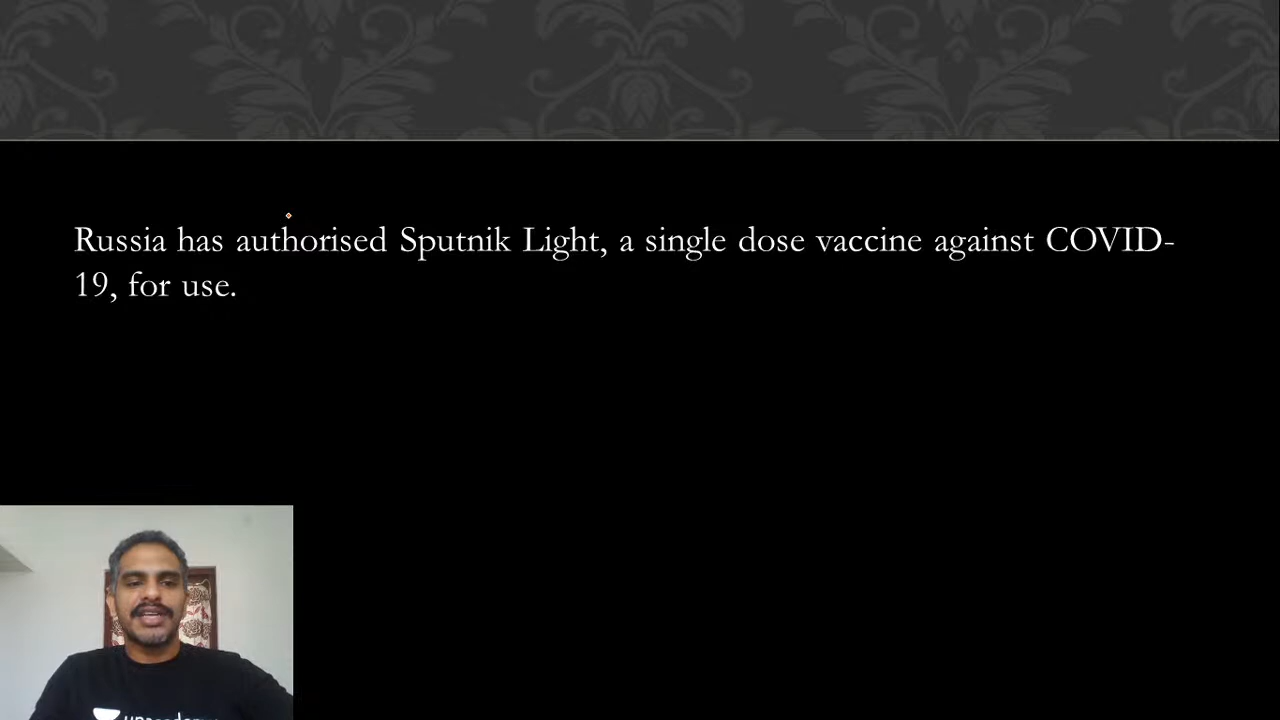 Russia has authorised Sputnik Light, a single dose vaccine against COVID-
19, for use.